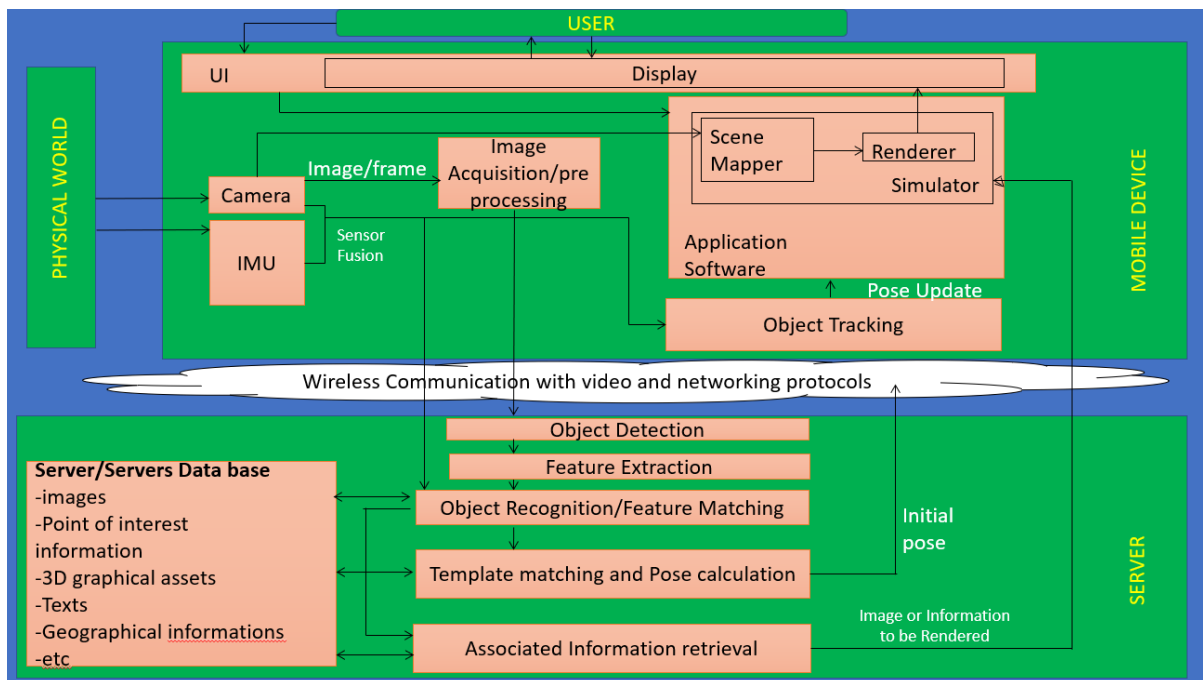 USER
UI
Display
PHYSICAL WORLD
MOBILE DEVICE
Scene
Mapper
Renderer
Simulator
Application
Software
Image
Acquisition/pre
processing
Image/frame
Camera
IMU
Sensor
Fusion
Pose Update
Object Tracking
Wireless Communication with video and networking protocols
SERVER
Object Detection
Feature Extraction
Object Recognition/Feature Matching
Template matching and Pose calculation
Associated Information retrieval
Server/Servers Data base
-images
-Point of interest
information
-3D graphical assets
-Texts
-Geographical informations
-etc
Initial
pose
Image or Information
to be Rendered